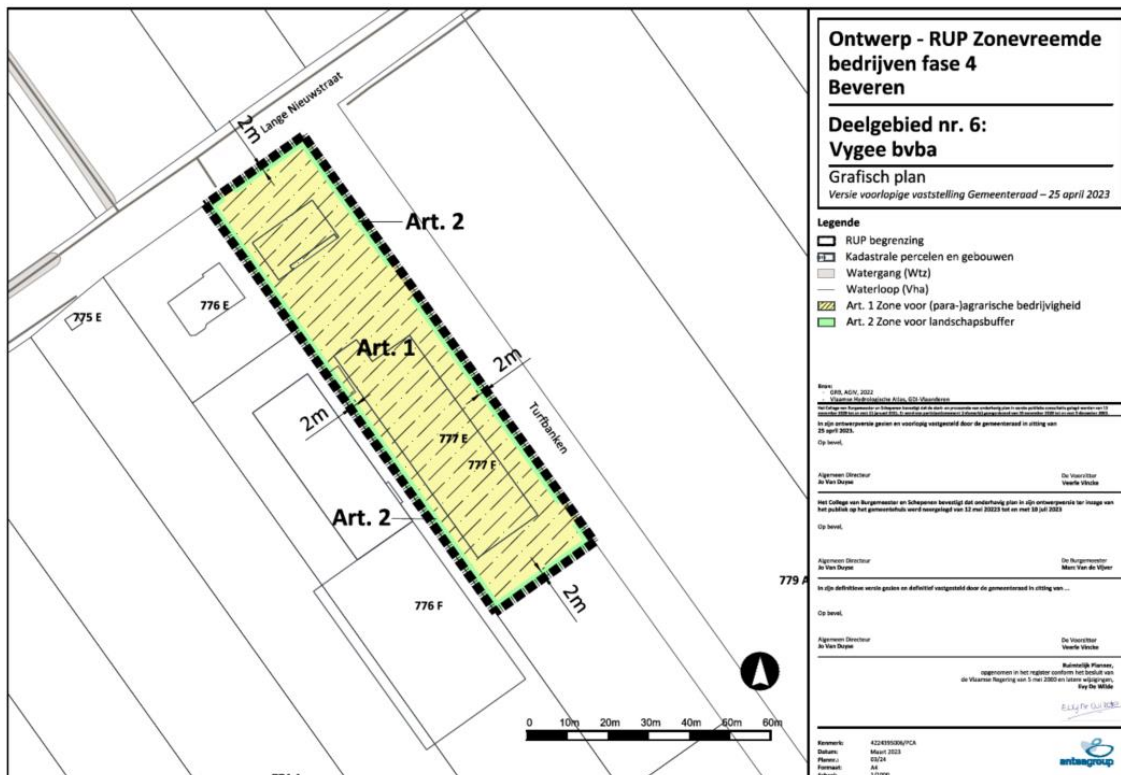 2m
Lange Nieuwstraat
Art. 2
775 E
776 E
Art. 1
2m
2m
Turfbanken
777 E
777 E
Art. 2
776 F
2m
779 A
0 10m 20m 30m 40m 50m 60m
Ontwerp - RUP Zonevreemde
bedrijven fase 4
Beveren
Deelgebied nr. 6:
Vygee bvba
Grafisch plan
Versie voorlopige vaststelling Gemeenteraad – 25 april 2023
Legende
RUP begrenzing
Kadastrale percelen en gebouwen
Watergang (Wtz)
Waterloop (Vha)
Art. 1 Zone voor (para-)agrarische bedrijvigheid
Art. 2 Zone voor landschapsbuffer
Bron:
- GRB, AGIV, 2022
- Vlaamse Hydrologische Atlas, GDI-Vlaanderen
In zijn ontwerpversie gezien en voorlopig vastgesteld door de gemeenteraad in zitting van
25 april 2023.
Op bevel,
Algemeen Directeur De Voorzitter
Jo Van Duyse Veerle Vincke
Het College van Burgemeester en Schepenen bevestigt dat onderhavig plan in zijn ontwerpversie ter inzage van
het publiek op het gemeentehuis werd neergelegd van 12 mei 20223 tot en met 10 juli 2023
Op bevel,
Algemeen Directeur De Burgemeester
Jo Van Duyse Marc Van de Vijver
In zijn definitieve versie gezien en definitief vastgesteld door de gemeenteraad in zitting van ...
Op bevel,
Algemeen Directeur De Voorzitter
Jo Van Duyse Veerle Vincke
Ruimtelijk Planner,
opgenomen in het register conform het besluit van
de Vlaamse Regering van 5 mei 2000 en latere wijzigingen,
Evy De Wilde
Kenmerk: 4224395006/FCA
Datum: Maart 2023
Plannr.: 03/24
Formaat: A4
anteagroup